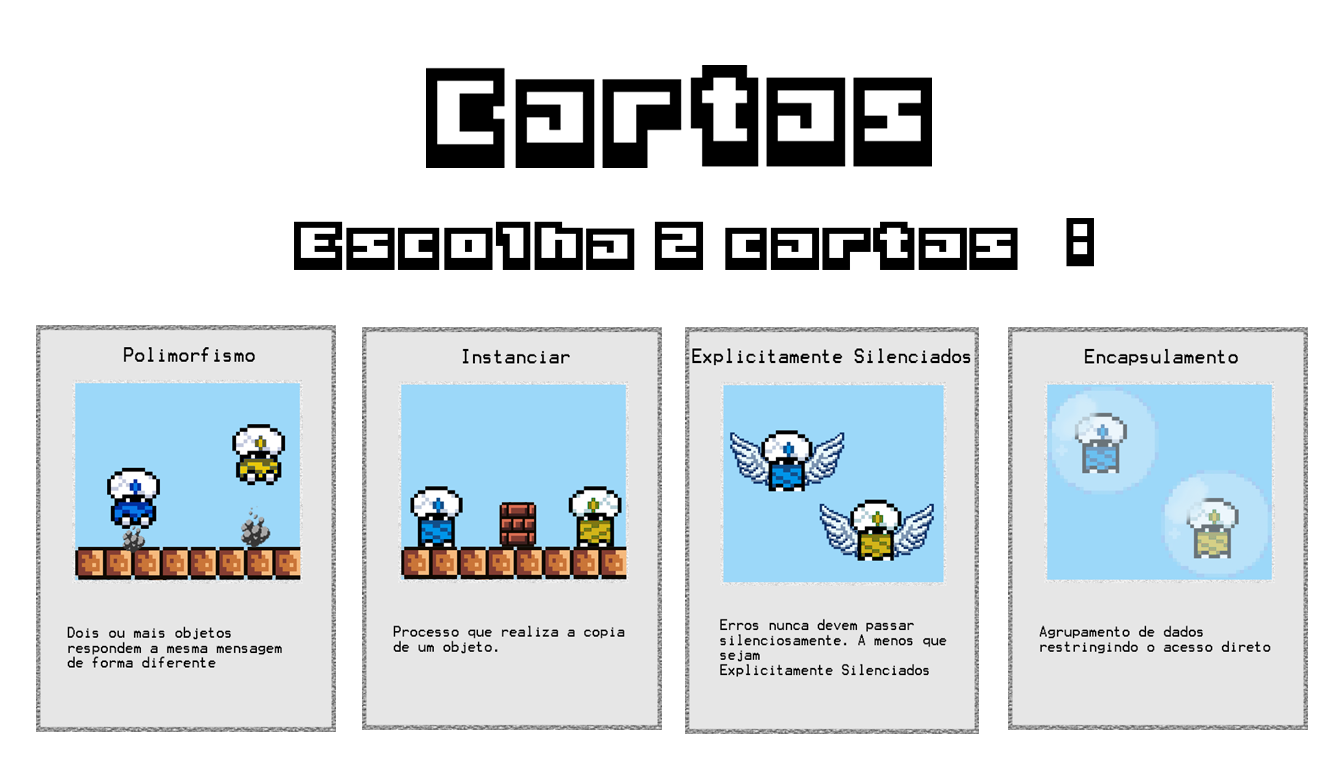 Cartas
Escolha 2 cartas :
Polimorfismo
Dois ou mais objetos
respondem a mesma mensagem
de forma diferente
Instanciar
Processo que realiza a copia
de um objeto.
Explicitamente Silenciados
Erros nunca devem passar
silenciosamente. A menos que
sejam
Explicitamente Silenciados
Encapsulamento
Agrupamento de dados
restringindo o acesso direto